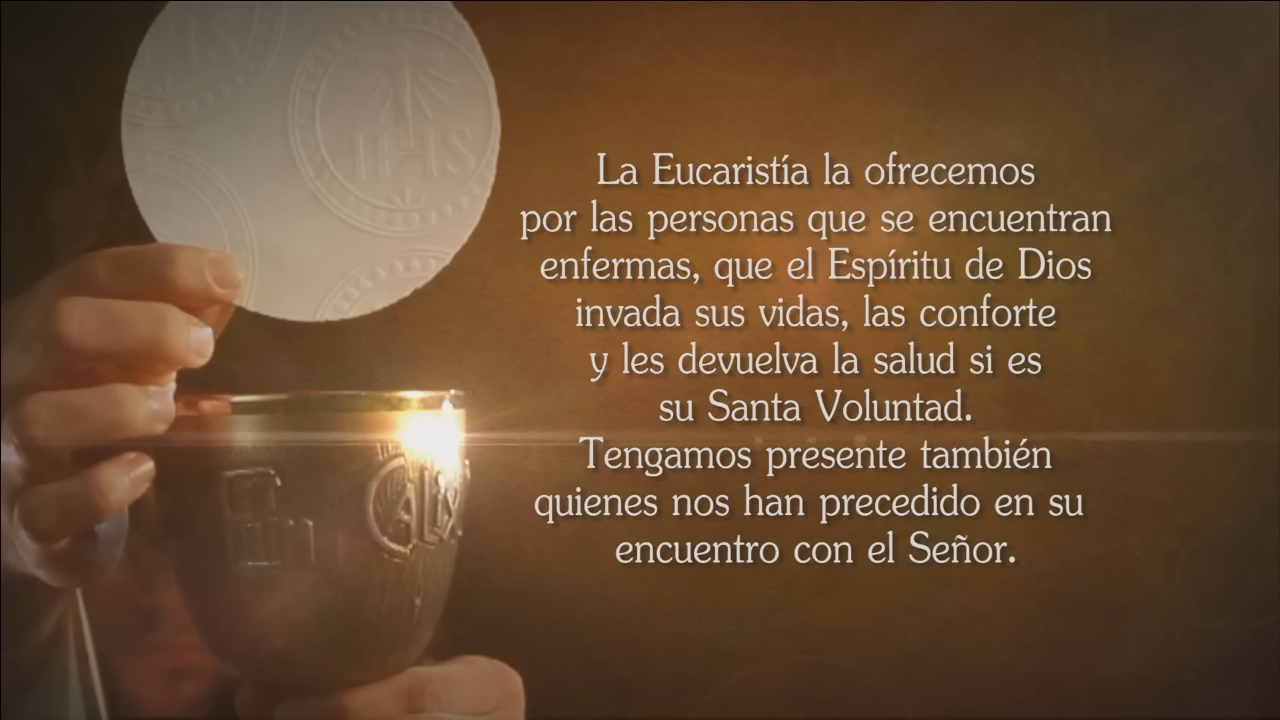 IHS
La Eucaristía la ofrecemos
por las personas que se encuentran
enfermas, que el Espíritu de Dios
invada sus vidas, las conforte
y les devuelva la salud si es
su Santa Voluntad.
Tengamos presente también
quienes nos han precedido en su
encuentro con el Señor.